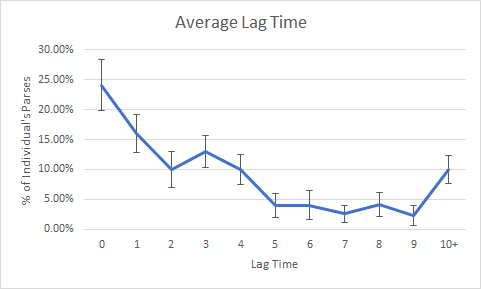 Average Lag Time
30.00%
25.00%
20.00%
15.00%
10.00%
5.00%
0.00%
% of Individual's Parses
0 1 2 3 4 5 6 7 8 9 10+
Lag Time